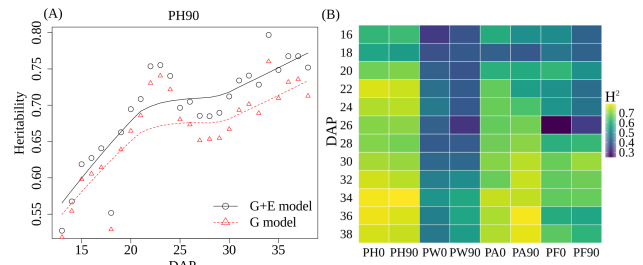 (A)
PH90
Heritability
0.80
0.75
0.70
0.65
0.60
0.55
15
20
25
30
35
DAP
G+E model
G model
(B)
DAP
16
18
20
22
24
26
28
30
32
34
36
38
PH0 PH90 PW0 PW90 PA0 PA90 PF0 PF90
H²
0.7
0.6
0.5
0.4
0.3